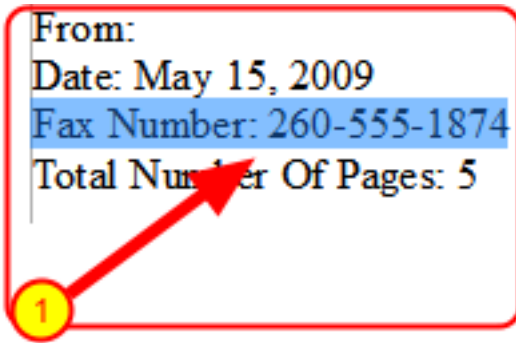 From:
Date: May 15, 2009
Fax Number: 260-555-1874
Total Number Of Pages: 5
1